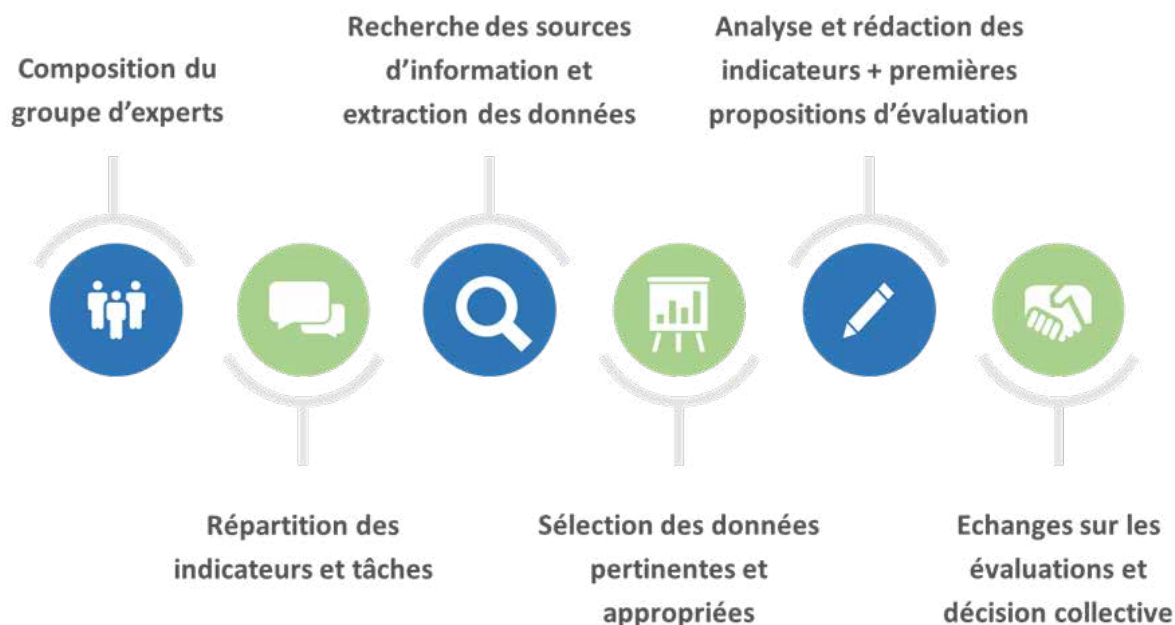 Composition du
groupe d'experts
Répartition des
indicateurs et tâches
Recherche des sources
d'information et
extraction des données
Sélection des données
pertinentes et
appropriées
Analyse et rédaction des
indicateurs + premières
propositions d'évaluation
Echanges sur les
évaluations et
décision collective